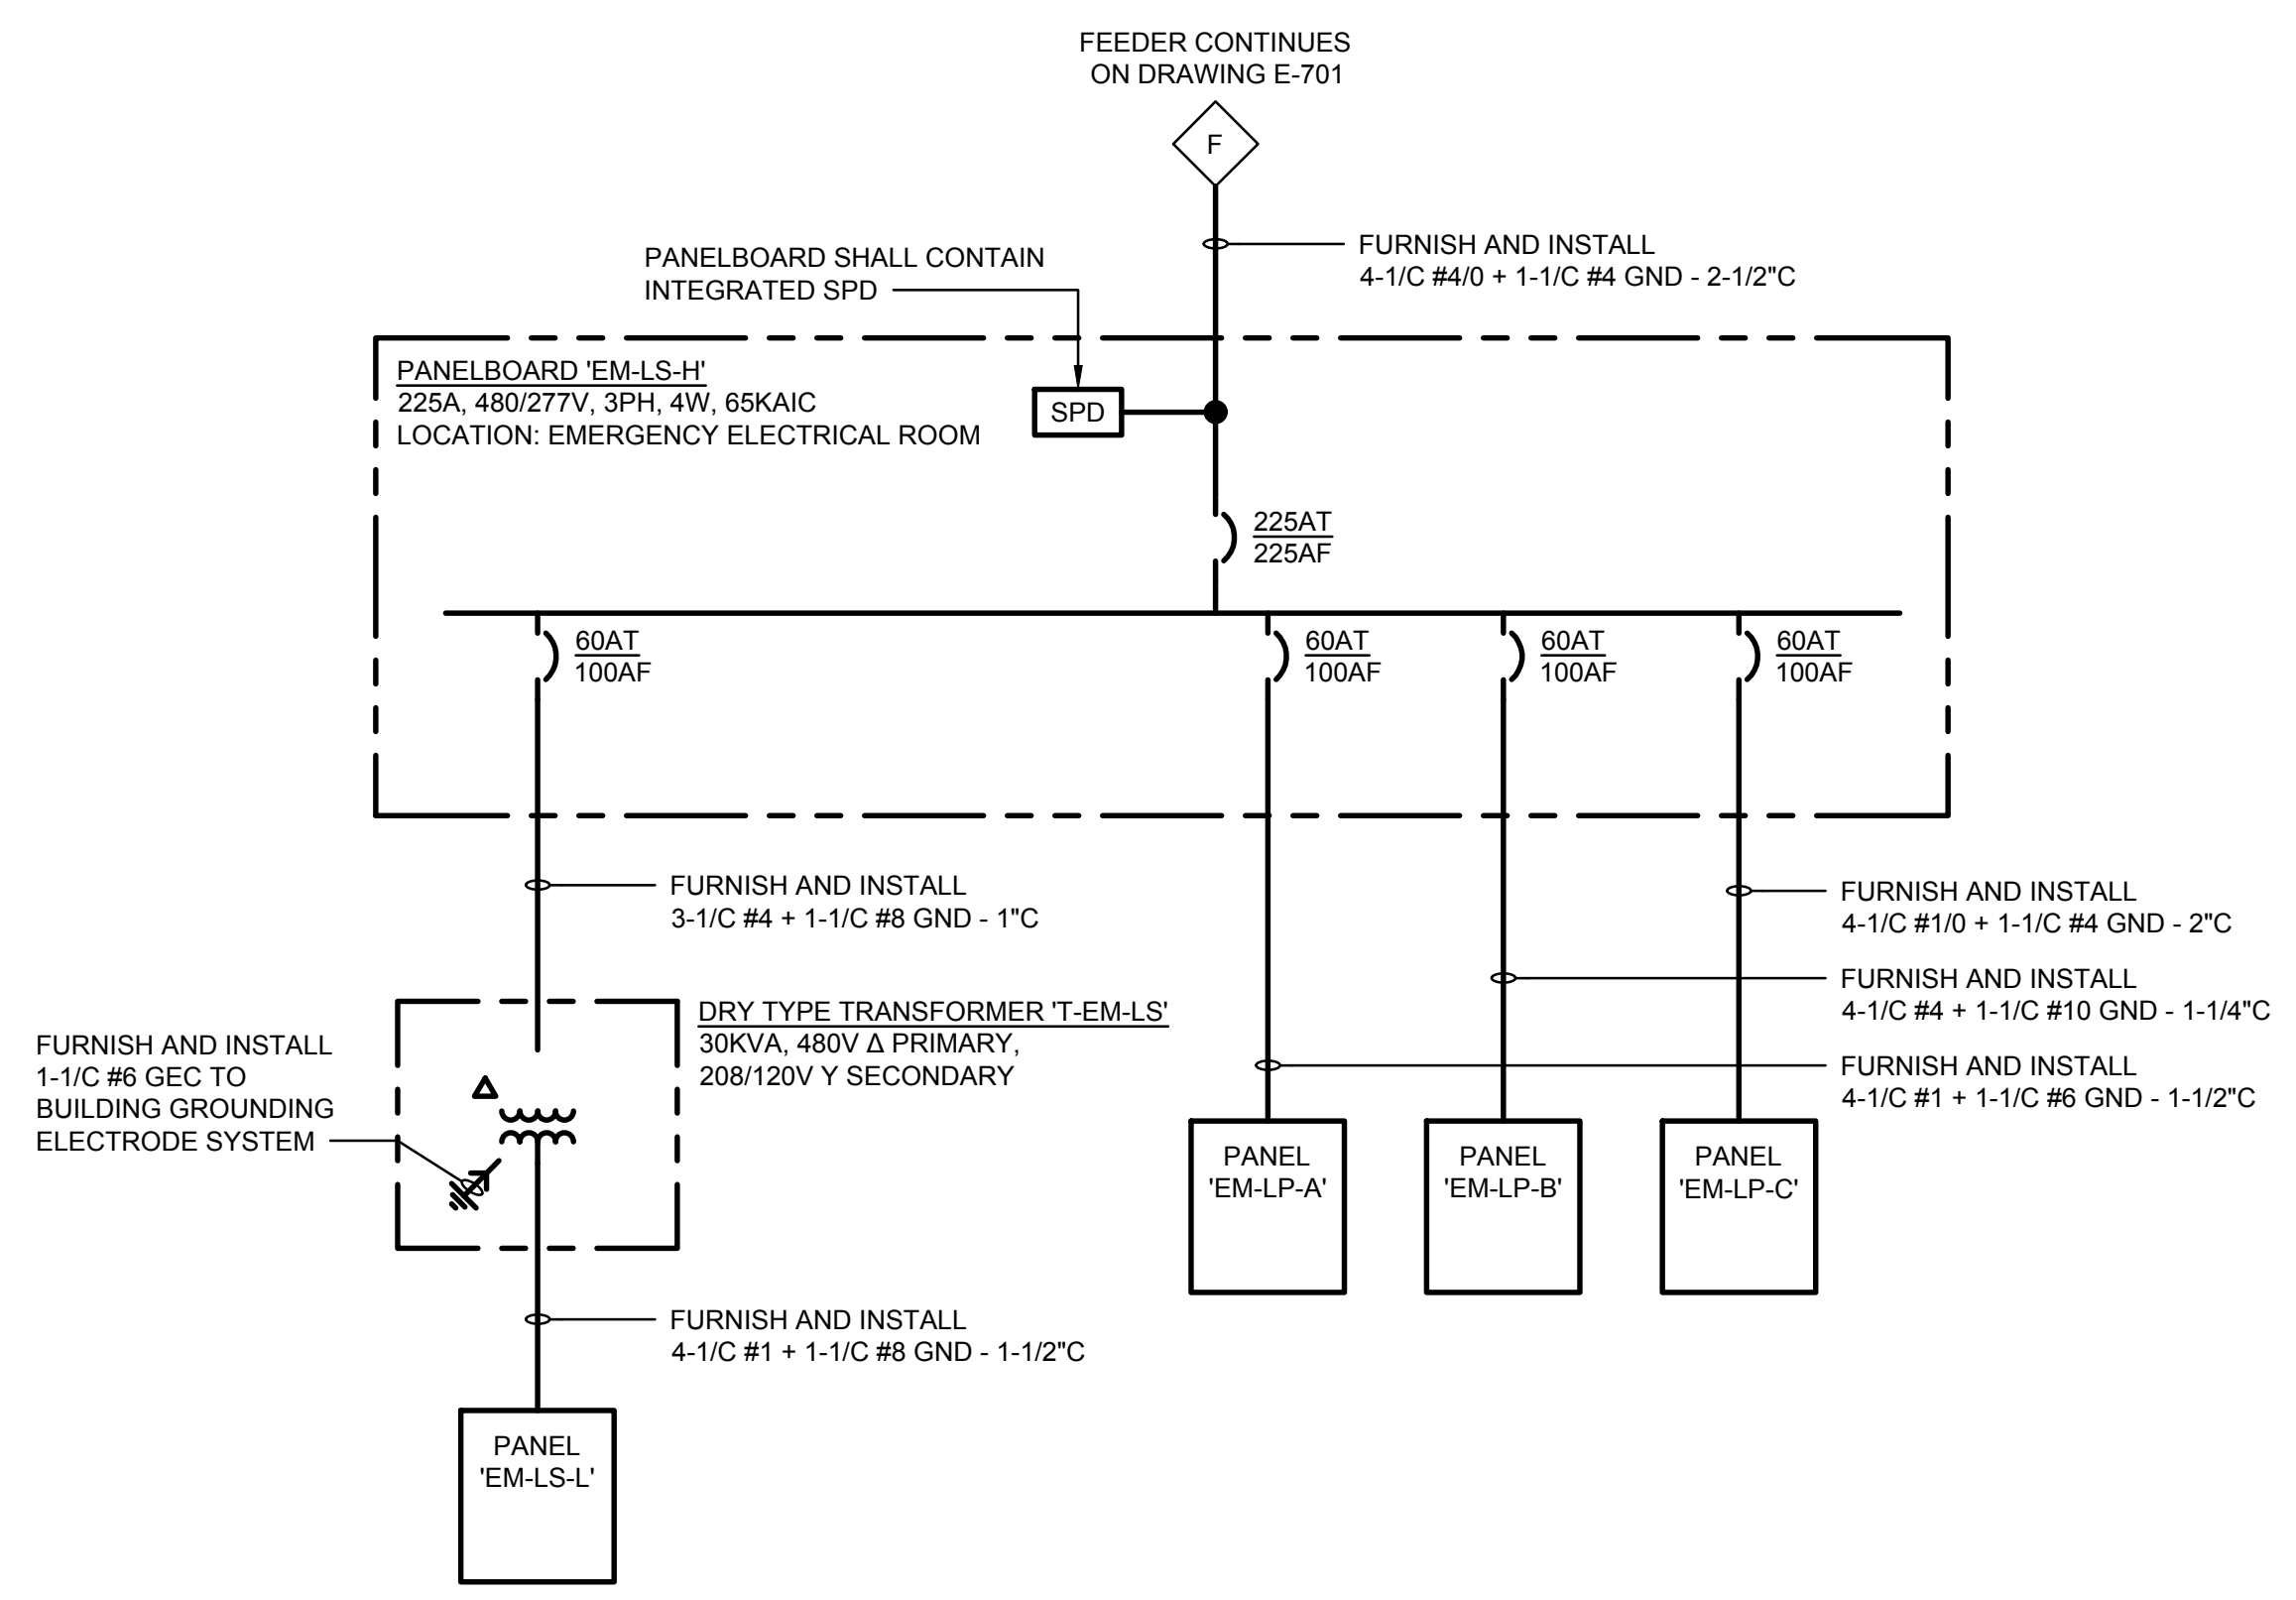 FEEDER CONTINUES
ON DRAWING E-701
F
FURNISH AND INSTALL
4-1/C #4/0 + 1-1/C #4 GND - 2-1/2"C
PANELBOARD SHALL CONTAIN
INTEGRATED SPD
PANELBOARD 'EM-LS-H'
225A, 480/277V, 3PH, 4W, 65KAIC
LOCATION: EMERGENCY ELECTRICAL ROOM
SPD
225AT
225AF
60AT
100AF
60AT
100AF
60AT
100AF
60AT
100AF
FURNISH AND INSTALL
3-1/C #4 + 1-1/C #8 GND - 1"C
FURNISH AND INSTALL
4-1/C #1/0 + 1-1/C #4 GND - 2"C
FURNISH AND INSTALL
4-1/C #4 + 1-1/C #10 GND - 1-1/4"C
FURNISH AND INSTALL
4-1/C #1 + 1-1/C #6 GND - 1-1/2"C
DRY TYPE TRANSFORMER 'T-EM-LS'
30KVA, 480V Δ PRIMARY,
208/120V Y SECONDARY
FURNISH AND INSTALL
1-1/C #6 GEC TO
BUILDING GROUNDING
ELECTRODE SYSTEM
PANEL
'EM-LP-A'
PANEL
'EM-LP-B'
PANEL
'EM-LP-C'
FURNISH AND INSTALL
4-1/C #1 + 1-1/C #8 GND - 1-1/2"C
PANEL
'EM-LS-L'